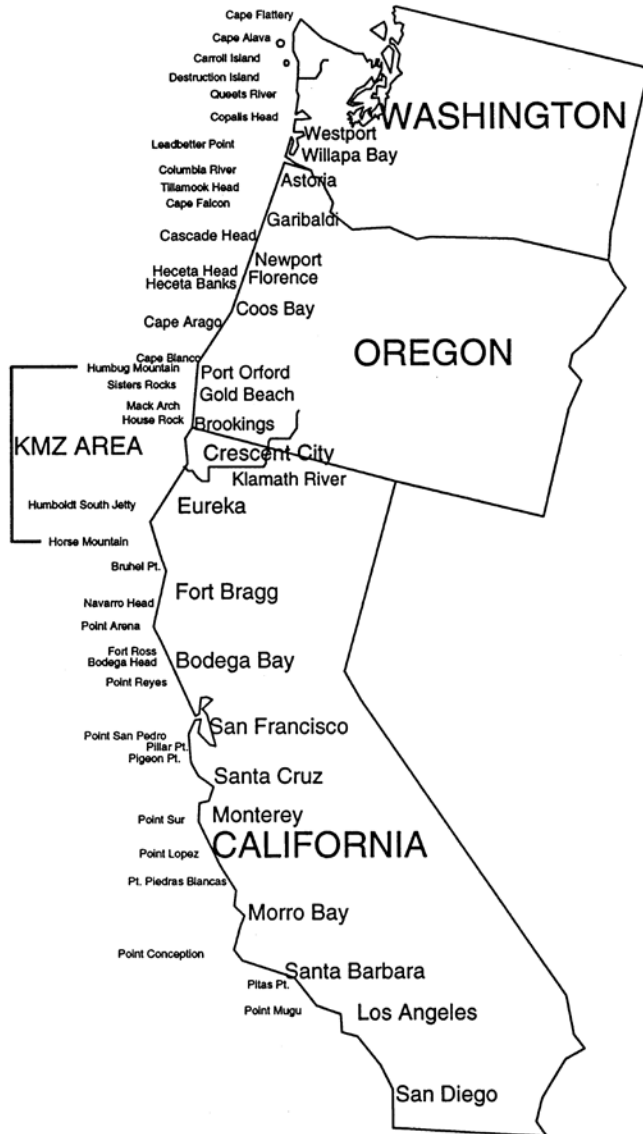 Cape Flattery
Cape Alava
Carroll Island
Destruction Island
Queets River
Copalis Head
WASHINGTON
Westport
Leadbetter Point
Willapa Bay
Columbia River
Astoria
Tillamook Head
Cape Falcon
Garibaldi
Cascade Head
Newport
Heceta Head
Florence
Heceta Banks
Coos Bay
Cape Arago
OREGON
Cape Blanco
Humbug Mountain
Port Orford
Sisters Rocks
Gold Beach
Mack Arch
House Rock
Brookings
KMZ AREA
Crescent City
Klamath River
Humboldt South Jetty
Eureka
Horse Mountain
Bruhel Pt.
Fort Bragg
Navarro Head
Point Arena
Fort Ross
Bodega Head
Bodega Bay
Point Reyes
San Francisco
Point San Pedro
Pillar Pt.
Pigeon Pt.
Santa Cruz
Monterey
Point Sur
CALIFORNIA
Point Lopez
Pt. Piedras Blancas
Morro Bay
Point Conception
Santa Barbara
Pitas Pt.
Point Mugu
Los Angeles
San Diego